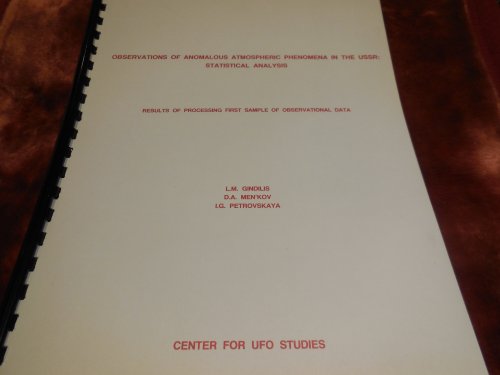 OBSERVATIONS OF ANOMALOUS ATMOSPHERIC PHENOMENA IN THE USSR:
STATISTICAL ANALYSIS
RESULTS OF PROCESSING FIRST SAMPLE OF OBSERVATIONAL DATA
L.M. GINDILIS
D.A. MEN'KOV
I.G. PETROVSKAYA
CENTER FOR UFO STUDIES